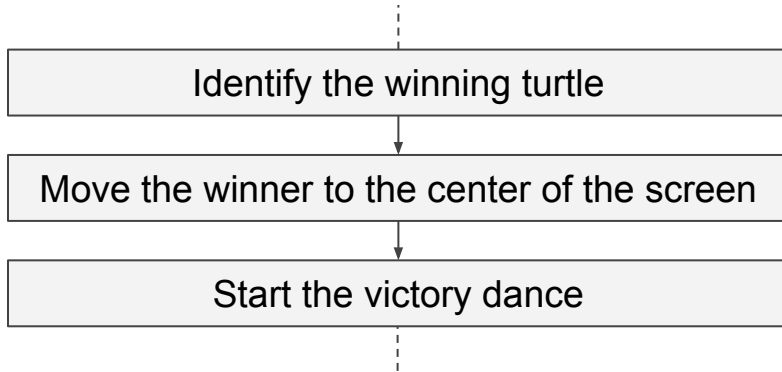 Identify the winning turtle
Move the winner to the center of the screen
Start the victory dance